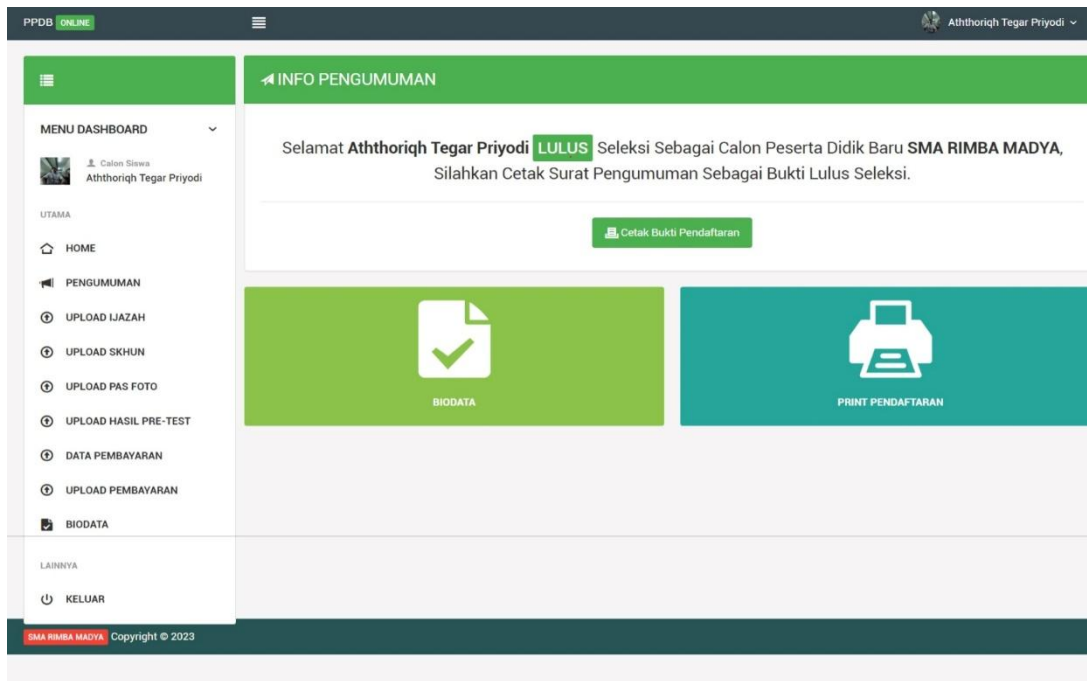 PPDB ONLINE
Aththoriqh Tegar Priyodi
MENU DASHBOARD
Calon Siswa
Aththoriqh Tegar Priyodi
UTAMA
HOME
PENGUMUMAN
UPLOAD IJAZAH
UPLOAD SKHUN
UPLOAD PAS FOTO
UPLOAD HASIL PRE-TEST
DATA PEMBAYARAN
UPLOAD PEMBAYARAN
BIODATA
LAINNYA
KELUAR
INFO PENGUMUMAN
Selamat Aththoriqh Tegar Priyodi LULUS Seleksi Sebagai Calon Peserta Didik Baru SMA RIMBA MADYA,
Silahkan Cetak Surat Pengumuman Sebagai Bukti Lulus Seleksi.
Cetak Bukti Pendaftaran
BIODATA
PRINT PENDAFTARAN
SMA RIMBA MADYA Copyright © 2023